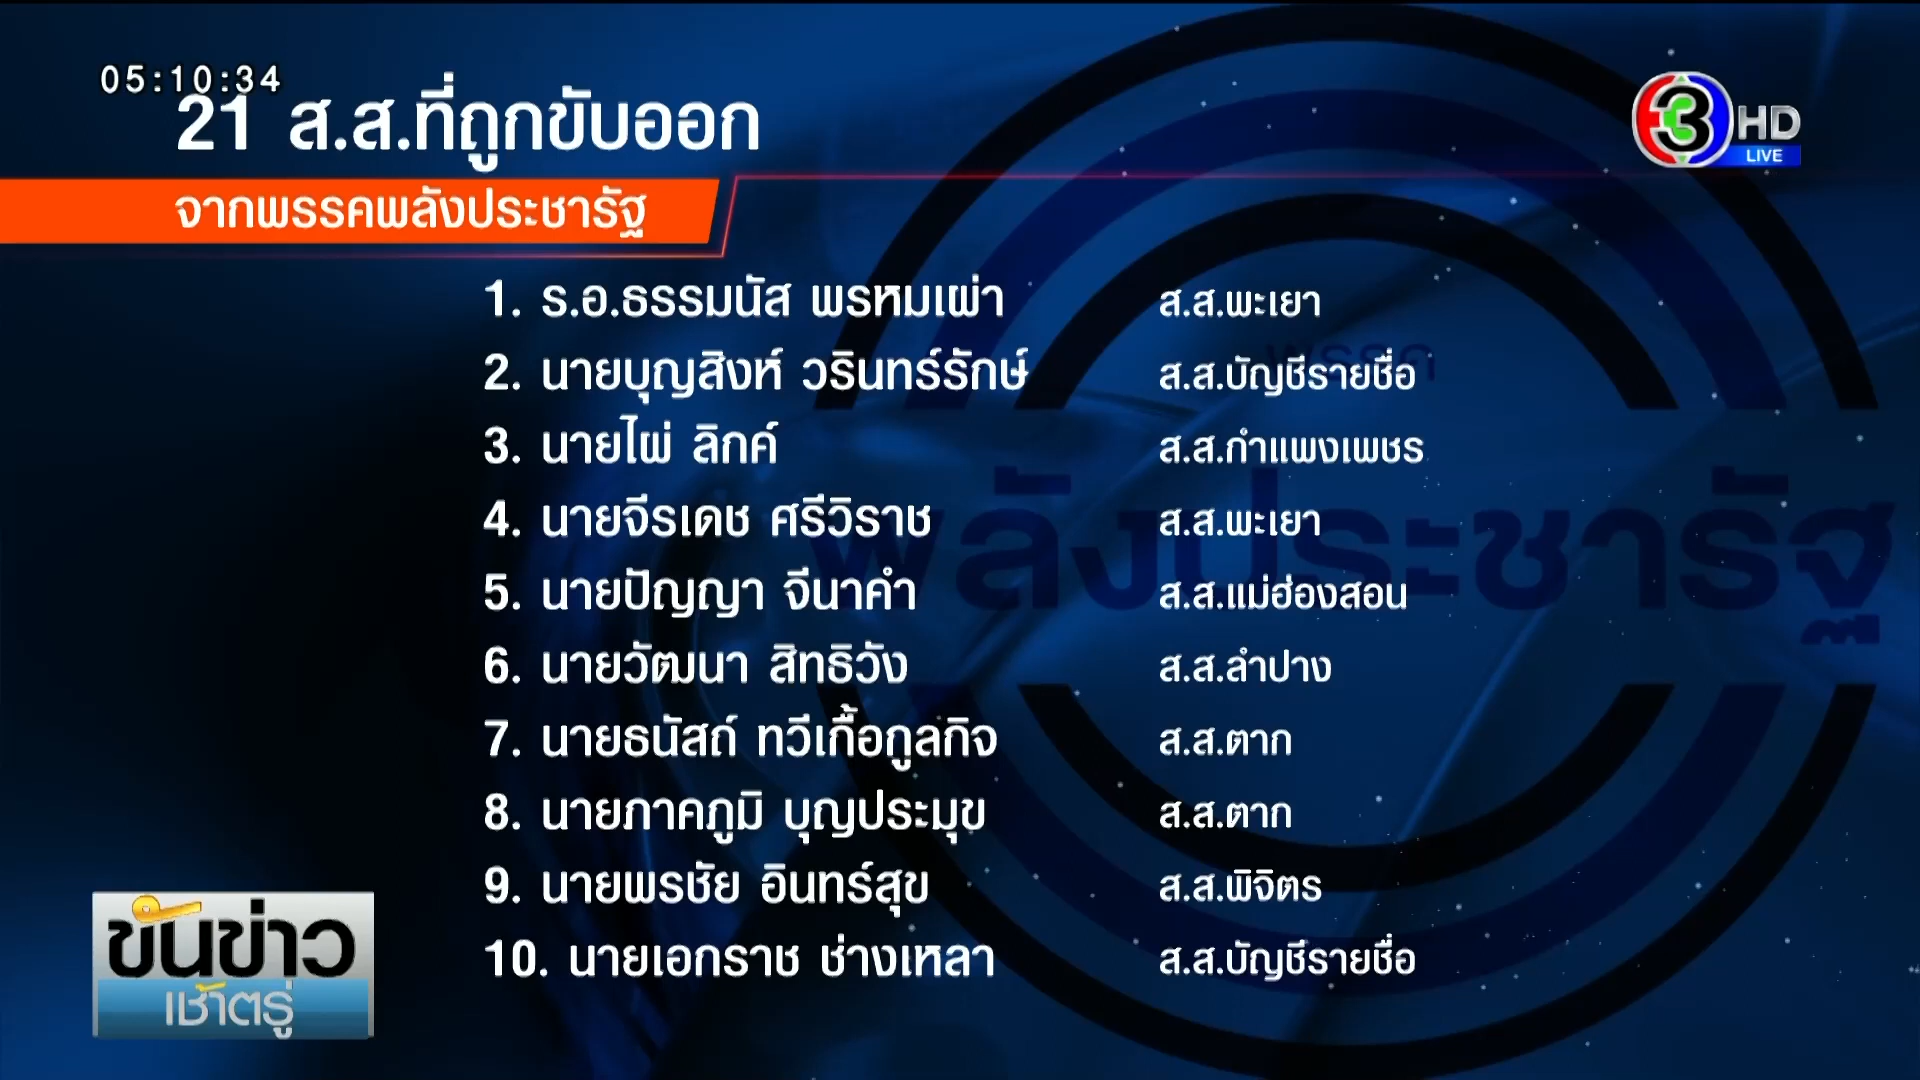 05:10:34
21 ส.ส.ที่ถูกขับออก
3 HD
LIVE
จากพรรคพลังประชารัฐ
1. ร.อ.ธรรมนัส พรหมเผ่า ส.ส.พะเยา
พรรค
2. นายบุญสิงห์ วรินทร์รักษ์ ส.ส.บัญชีรายชื่อ
3. นายไผ่ ลิกค์ ส.ส.กำแพงเพชร
4. นายจีรเดช ศรีวิราช ส.ส.พะเยา
พลังประชารัฐ
5. นายปัญญา จีนาคำ ส.ส.แม่ฮ่องสอน
6. นายวัฒนา สิทธิวัง ส.ส.ลำปาง
7. นายธนัสถ์ ทวีเกื้อกูลกิจ ส.ส.ตาก
8. นายภาคภูมิ บุญประมุข ส.ส.ตาก
9. นายพรชัย อินทร์สุข ส.ส.พิจิตร
10. นายเอกราช ช่างเหลา ส.ส.บัญชีรายชื่อ
ขันข่าว
เช้าตรู่